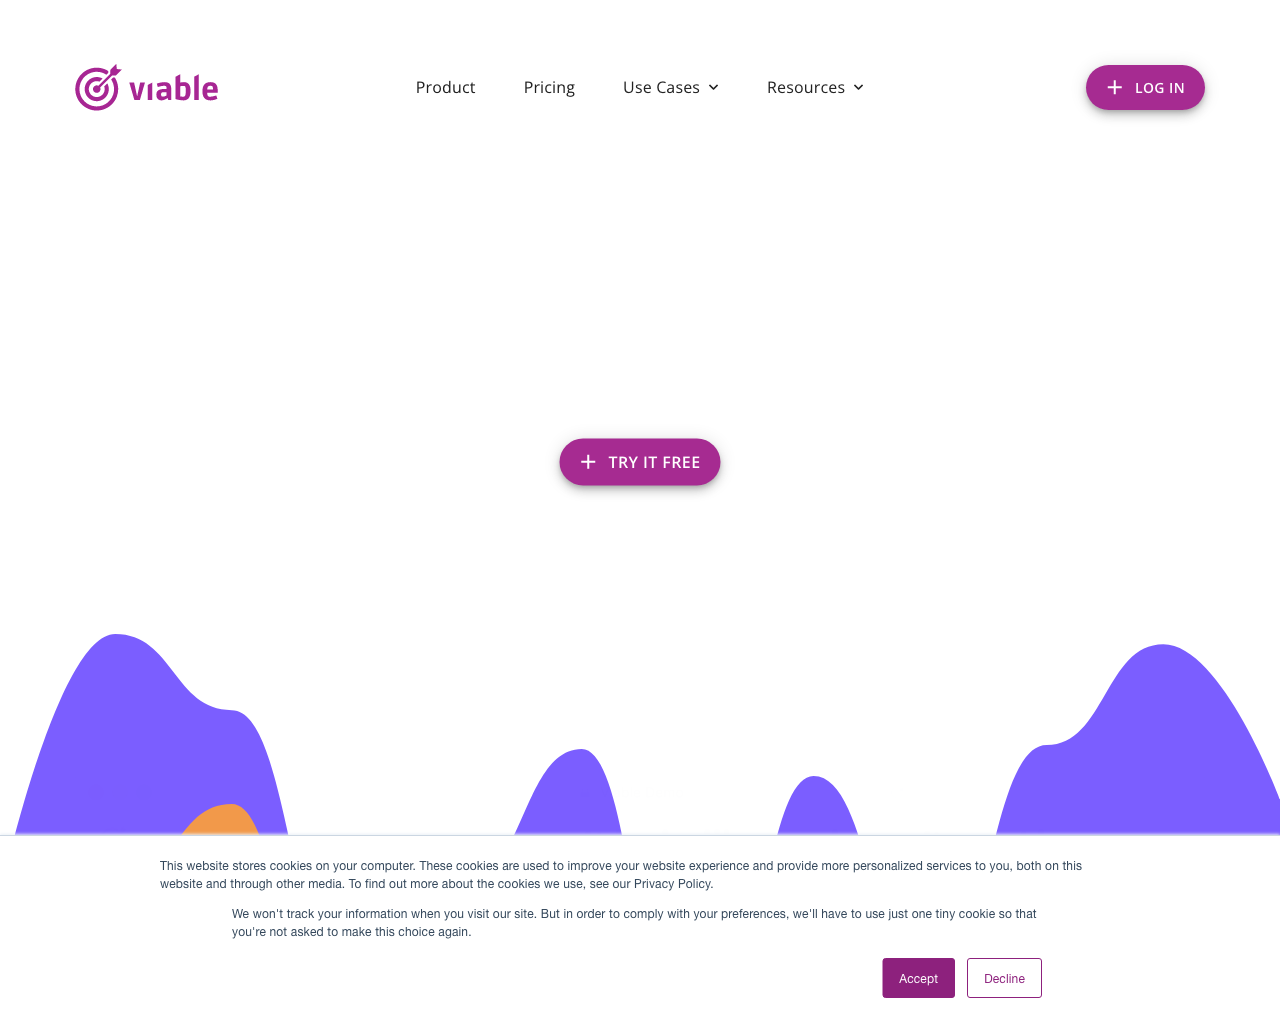 viable
Product
Pricing
Use Cases
Resources
LOG IN
TRY IT FREE
This website stores cookies on your computer. These cookies are used to improve your website experience and provide more personalized services to you, both on this
website and through other media. To find out more about the cookies we use, see our Privacy Policy.
We won't track your information when you visit our site. But in order to comply with your preferences, we'll have to use just one tiny cookie so that
you're not asked to make this choice again.
Accept
Decline